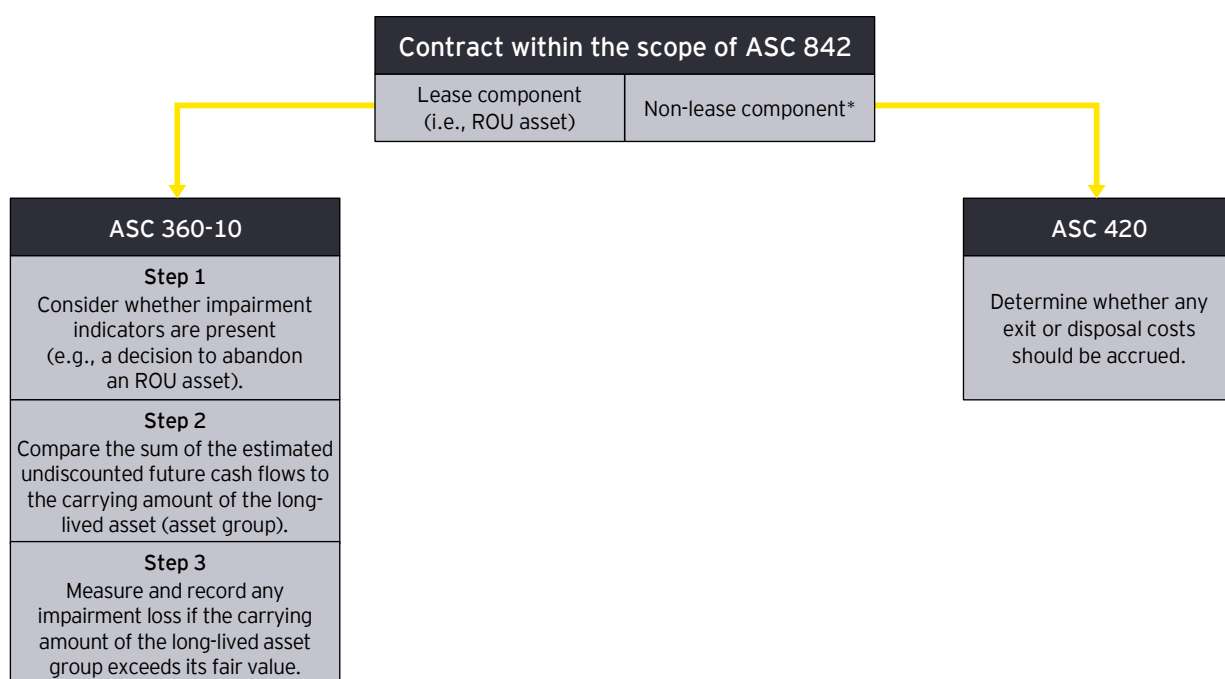 Contract within the scope of ASC 842
Lease component
(i.e., ROU asset)
Non-lease component*
ASC 360-10
Step 1
Consider whether impairment
indicators are present
(e.g., a decision to abandon
an ROU asset).
Step 2
Compare the sum of the estimated
undiscounted future cash flows to
the carrying amount of the long-
lived asset (asset group).
Step 3
Measure and record any
impairment loss if the carrying
amount of the long-lived asset
group exceeds its fair value.
ASC 420
Determine whether any
exit or disposal costs
should be accrued.